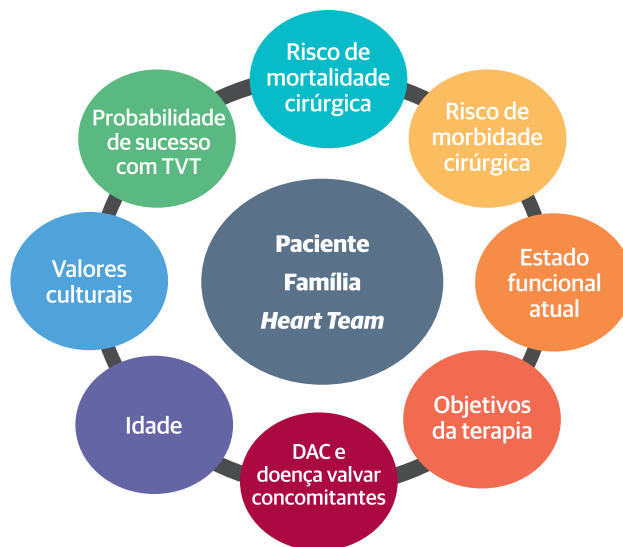 Risco de
mortalidade
cirúrgica
Risco de
morbidade
cirúrgica
Estado
funcional
atual
Objetivos
da terapia
DAC e
doença valvar
concomitantes
Idade
Valores
culturais
Probabilidade
de sucesso
com TVT
Paciente
Família
Heart Team